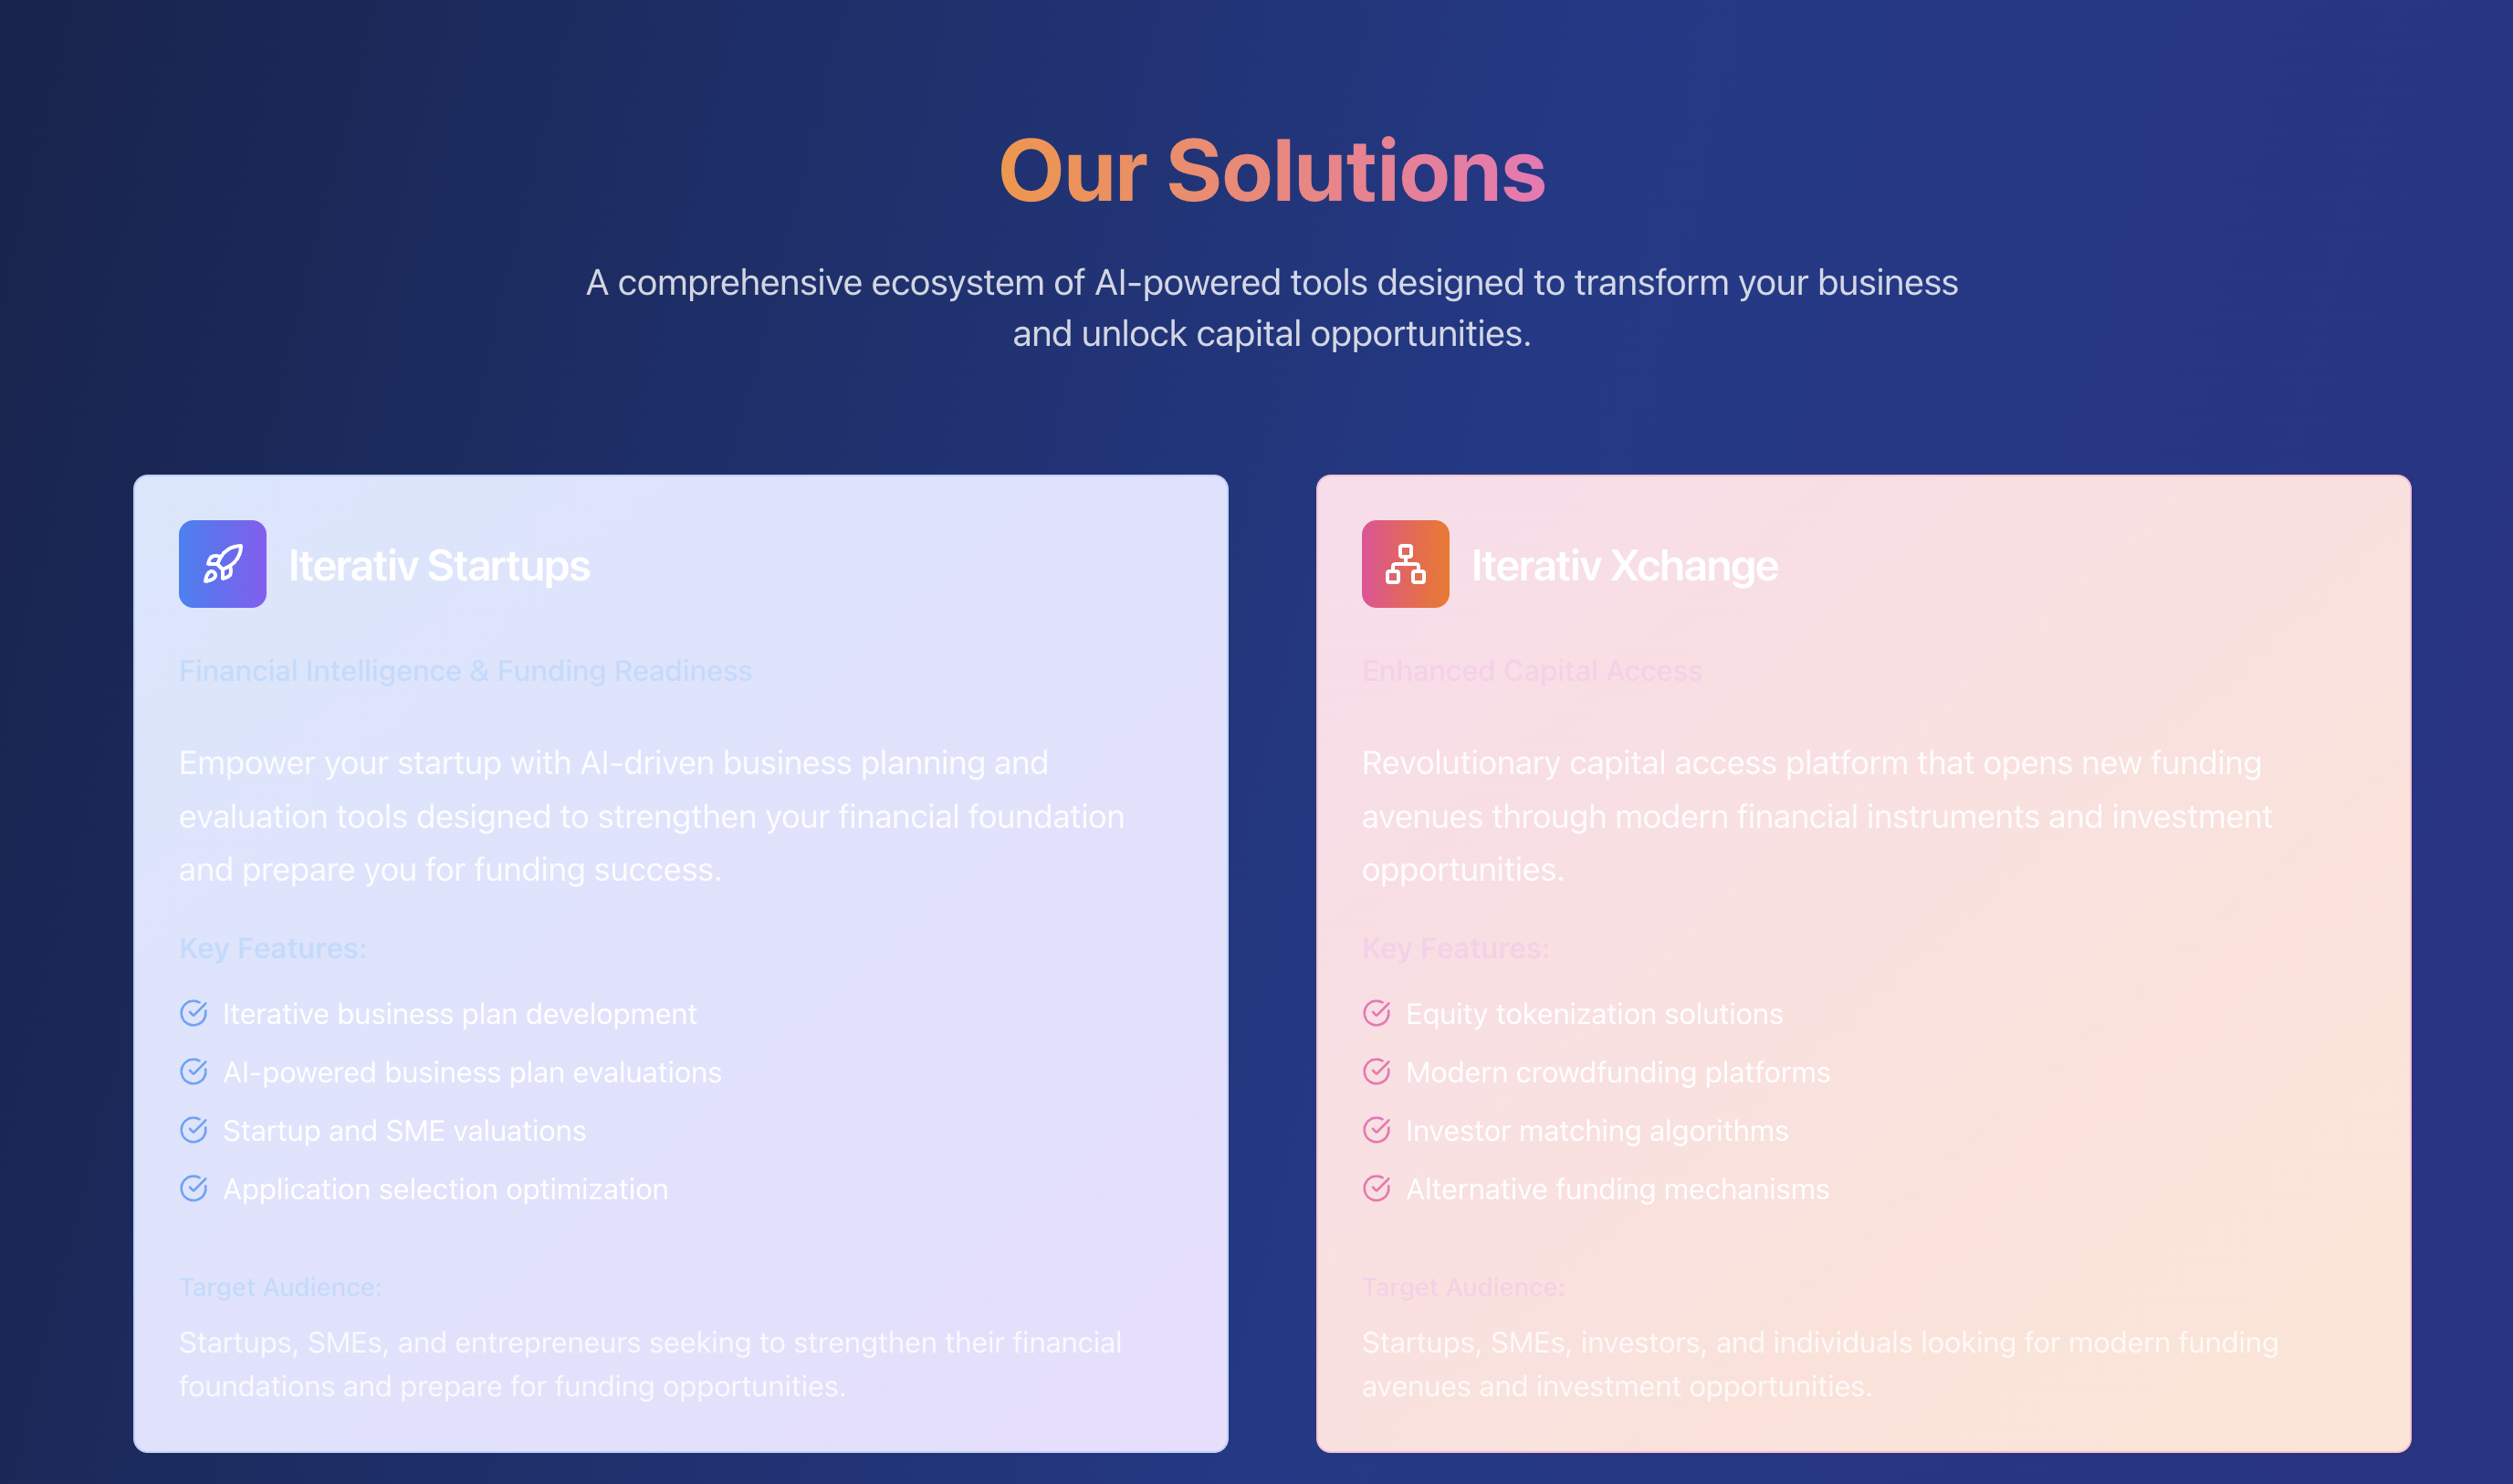 Our Solutions
A comprehensive ecosystem of AI-powered tools designed to transform your business
and unlock capital opportunities.
Iterativ Startups
Financial Intelligence & Funding Readiness
Empower your startup with AI-driven business planning and
evaluation tools designed to strengthen your financial foundation
and prepare you for funding success.
Key Features:
Iterative business plan development
AI-powered business plan evaluations
Startup and SME valuations
Application selection optimization
Target Audience:
Startups, SMEs, and entrepreneurs seeking to strengthen their financial
foundations and prepare for funding opportunities.
Iterativ Xchange
Enhanced Capital Access
Revolutionary capital access platform that opens new funding
avenues through modern financial instruments and investment
opportunities.
Key Features:
Equity tokenization solutions
Modern crowdfunding platforms
Investor matching algorithms
Alternative funding mechanisms
Target Audience:
Startups, SMEs, investors, and individuals looking for modern funding
avenues and investment opportunities.